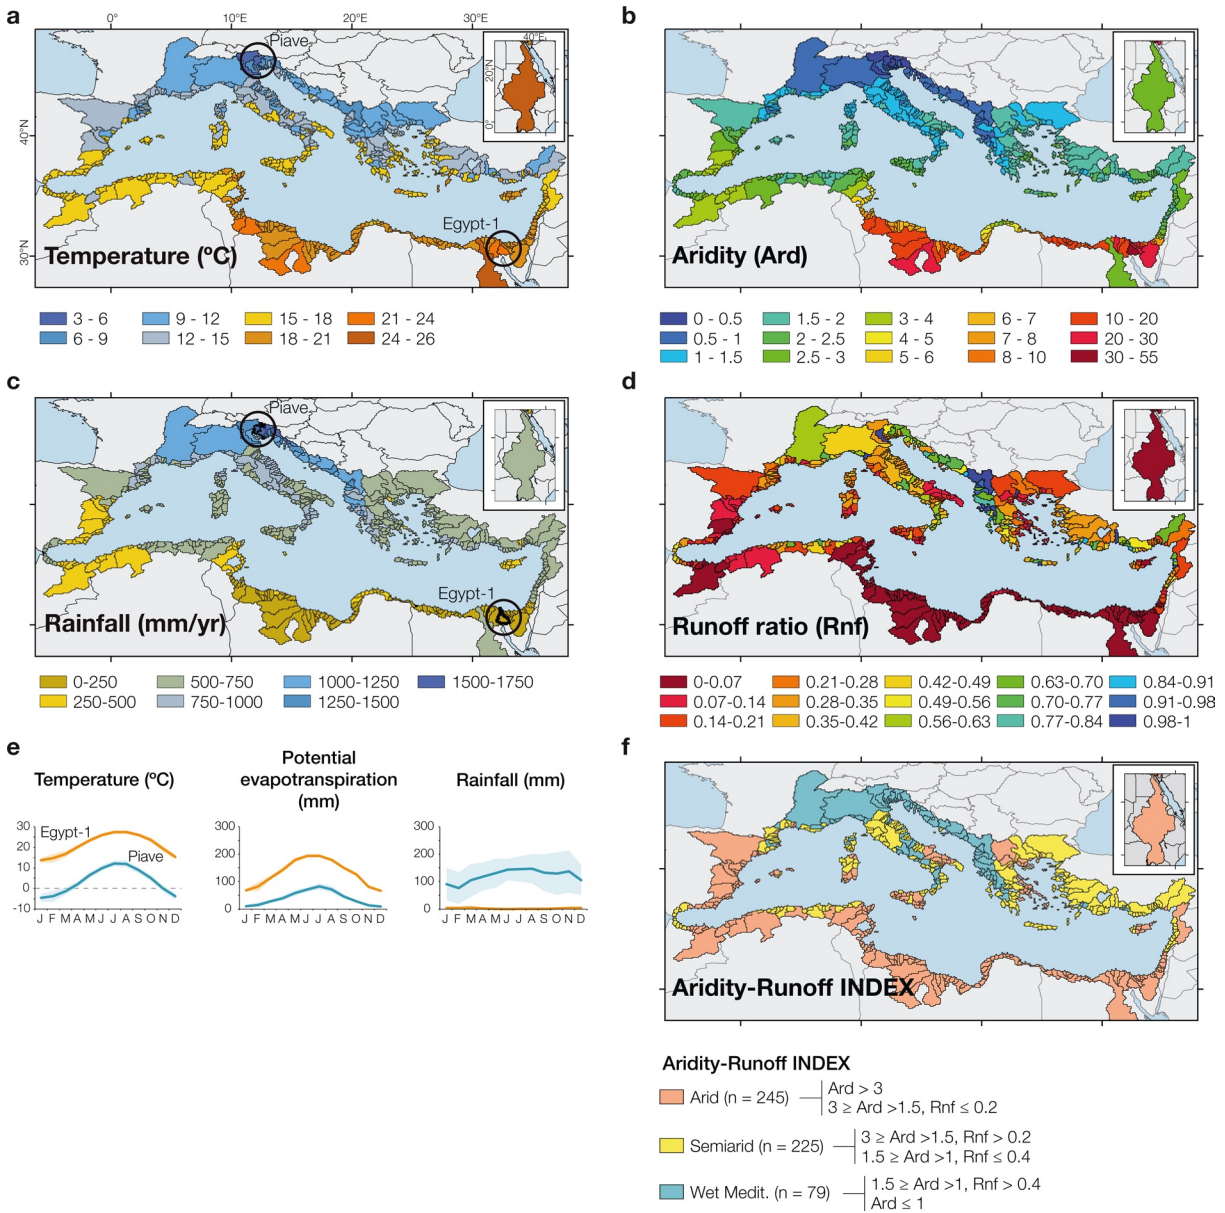 a
0°
10°E
20°E
30°E
Piave
40°E
20°N
0°
40°N
30°N
Egypt-1
Temperature (ºC)
3 - 6
9 - 12
15 - 18
21 - 24
6 - 9
12 - 15
18 - 21
24 - 26
b
Aridity (Ard)
0 - 0.5
1.5 - 2
3 - 4
6 - 7
10 - 20
0.5 - 1
2 - 2.5
4 - 5
7 - 8
20 - 30
1 - 1.5
2.5 - 3
5 - 6
8 - 10
30 - 55
c
Piave
Egypt-1
Rainfall (mm/yr)
0-250
500-750
1000-1250
1500-1750
250-500
750-1000
1250-1500
d
Runoff ratio (Rnf)
0-0.07
0.21-0.28
0.42-0.49
0.63-0.70
0.84-0.91
0.07-0.14
0.28-0.35
0.49-0.56
0.70-0.77
0.91-0.98
0.14-0.21
0.35-0.42
0.56-0.63
0.77-0.84
0.98-1
e
Temperature (ºC)
30
20
10
0
-10
Egypt-1
Piave
J F M A M J J A S O N D
Potential
evapotranspiration
(mm)
300
200
100
0
J F M A M J J A S O N D
Rainfall (mm)
300
200
100
0
J F M A M J J A S O N D
f
Aridity-Runoff INDEX
Aridity-Runoff INDEX
Arid (n = 245)
Ard > 3
3 ≥ Ard >1.5, Rnf ≤ 0.2
Semiarid (n = 225)
3 ≥ Ard >1.5, Rnf > 0.2
1.5 ≥ Ard >1, Rnf ≤ 0.4
Wet Medit. (n = 79)
1.5 ≥ Ard >1, Rnf > 0.4
Ard ≤ 1